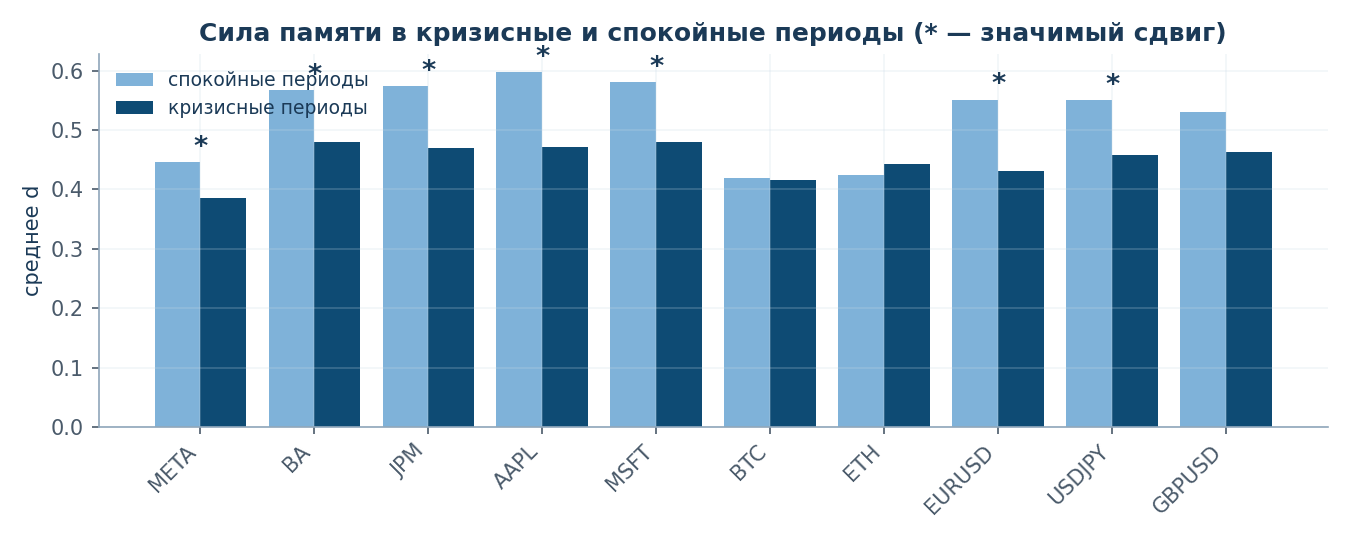 Сила памяти в кризисные и спокойные периоды (* — значимый сдвиг)
спокойные периоды
кризисные периоды
среднее d
0.6
0.5
0.4
0.3
0.2
0.1
0.0
* * * * * * *
META BA JPM AAPL MSFT BTC ETH EURUSD USDJPY GBPUSD